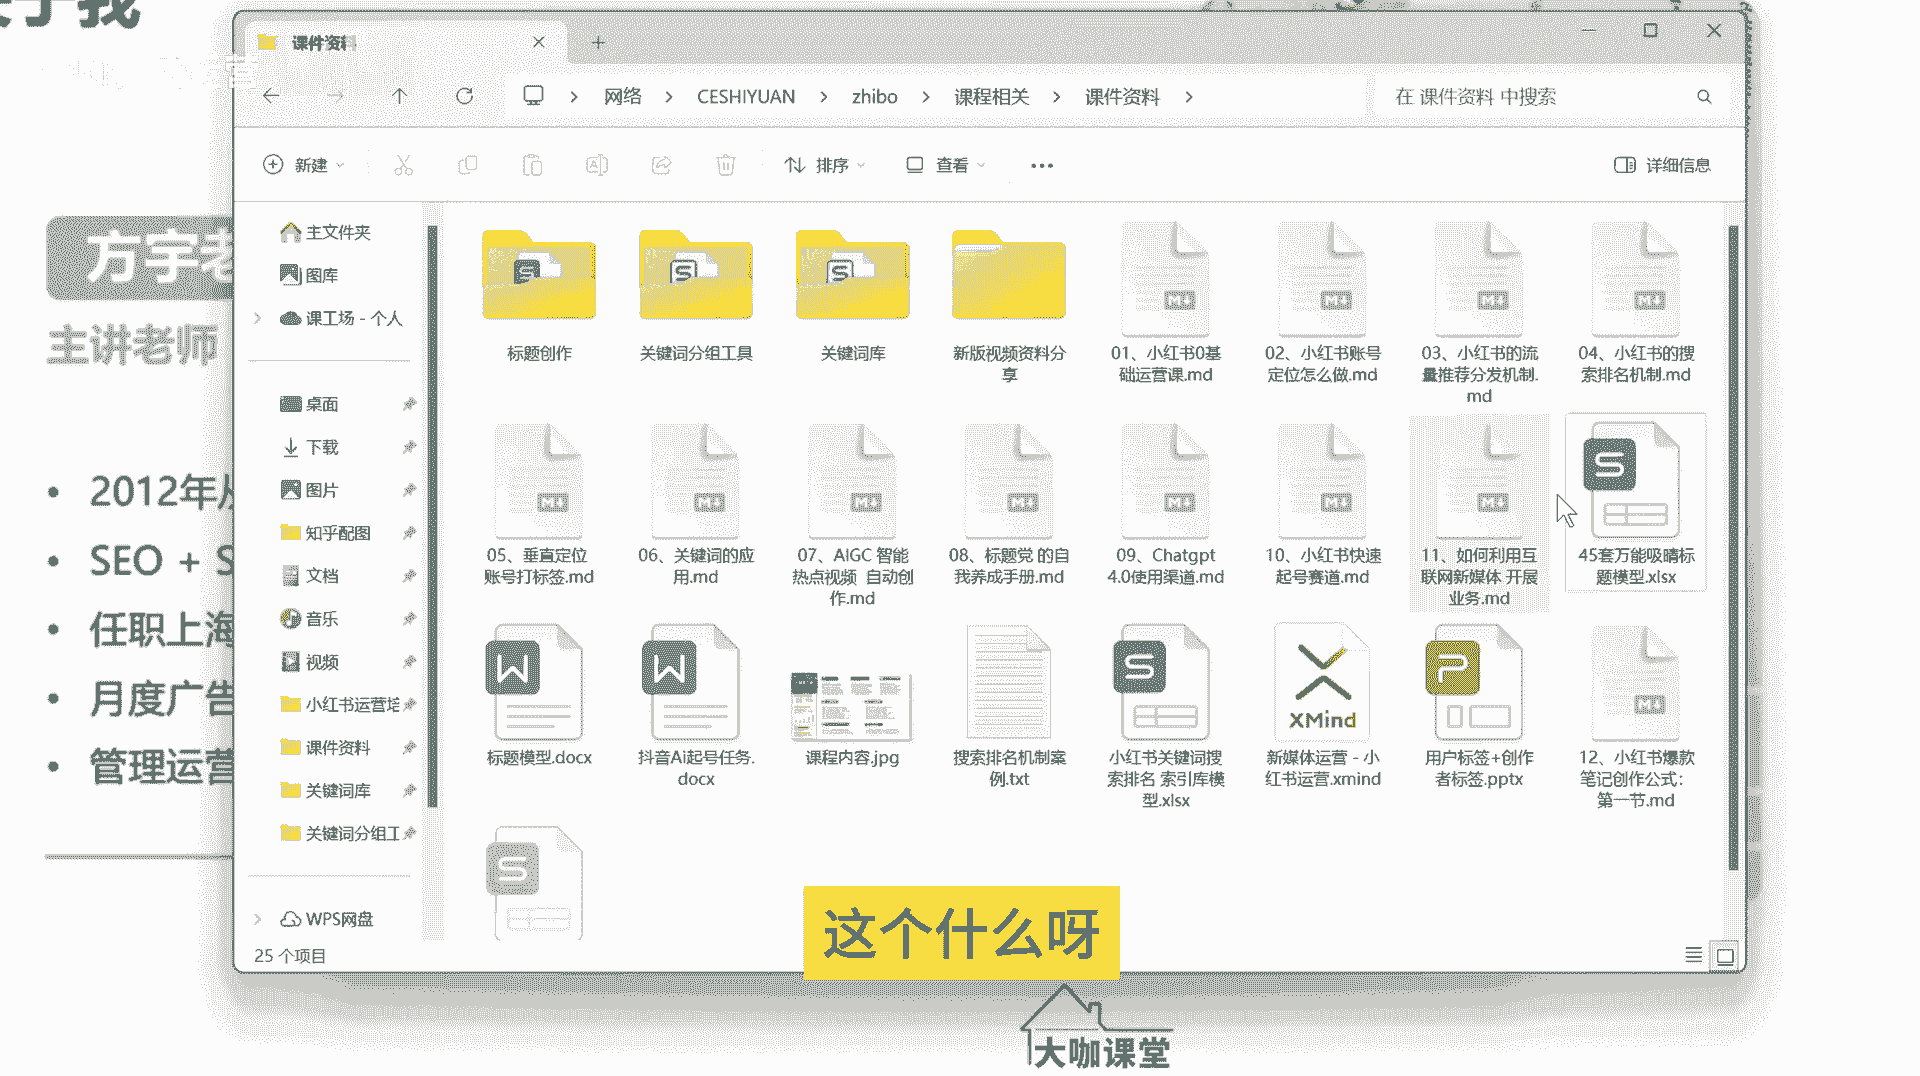 课件资料
网络 CESHIYUAN zhibo 课程相关 课件资料
在 课件资料 中搜索
新建
排序
查看
详细信息
主文件夹
图库
课工场 - 个人
桌面
下载
图片
知乎配图
文档
音乐
视频
小红书运营培
课件资料
关键词库
关键词分组工
WPS网盘
25 个项目
标题创作
关键词分组工具
关键词库
新版视频资料分
享
01、小红书0基
础运营课.md
02、小红书账号
定位怎么做.md
03、小红书的流
量推荐分发机制.
md
04、小红书的搜
索排名机制.md
05、垂直定位
账号打标签.md
06、关键词的应
用.md
07、AIGC 智能
热点视频 自动创
作.md
08、标题党 的自
我养成手册.md
09、Chatgpt
4.0使用渠道.md
10、小红书快速
起号赛道.md
11、如何利用互
联网新媒体 开展
业务.md
45套万能吸睛标
题模型.xlsx
标题模型.docx
抖音Ai起号任务.
docx
课程内容.jpg
搜索排名机制案
例.txt
小红书关键词搜
索排名 索引库模
型.xlsx
XMind
新媒体运营 - 小
红书运营.xmind
用户标签+创作
者标签.pptx
12、小红书爆款
笔记创作公式：
第一节.md
方宇老
主讲老师
2012年从
SEO + S
任职上海
月度广告
管理运营
这个什么呀
大咖课堂